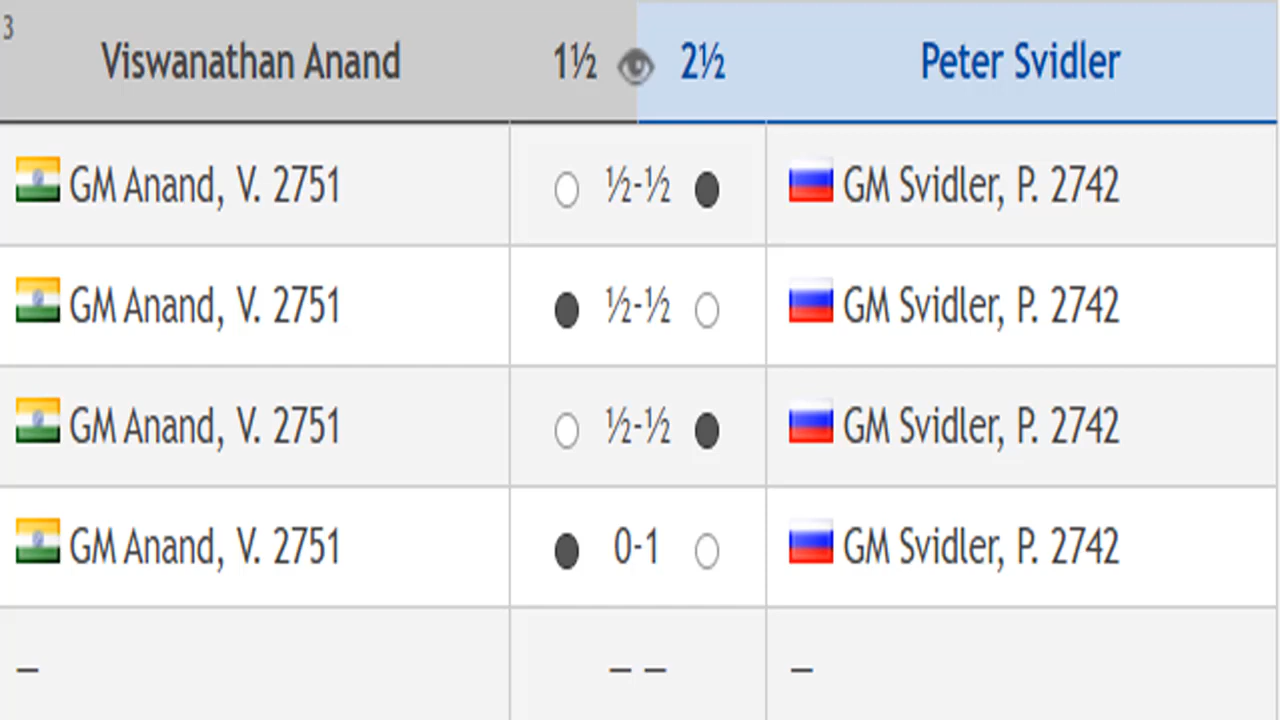 3
Viswanathan Anand 1½ 2½ Peter Svidler
GM Anand, V. 2751 ½-½ GM Svidler, P. 2742
GM Anand, V. 2751 ½-½ GM Svidler, P. 2742
GM Anand, V. 2751 ½-½ GM Svidler, P. 2742
GM Anand, V. 2751 0-1 GM Svidler, P. 2742
– – – –